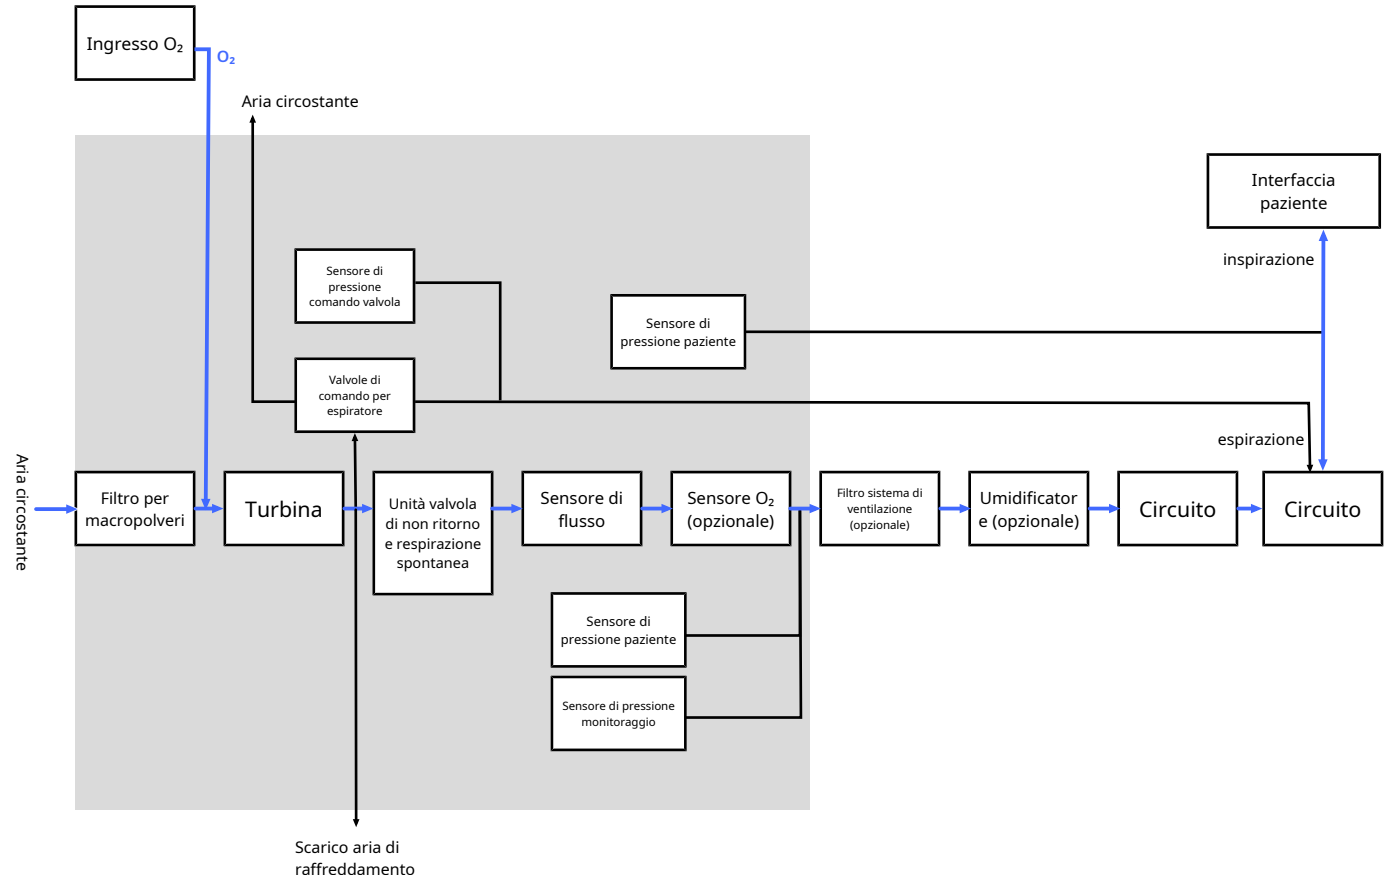 Ingresso O₂
O₂
Aria circostante
Interfaccia
paziente
inspirazione
Sensore di
pressione
comando valvola
Sensore di
pressione paziente
Valvole di
comando per
espiratore
espirazione
Aria circostante
Filtro per
macropolveri
Turbina
Unità valvola
di non ritorno
e respirazione
spontanea
Sensore di
flusso
Sensore O₂
(opzionale)
Filtro sistema di
ventilazione
(opzionale)
Umidificator
e (opzionale)
Circuito
Circuito
Sensore di
pressione paziente
Sensore di pressione
monitoraggio
Scarico aria di
raffreddamento